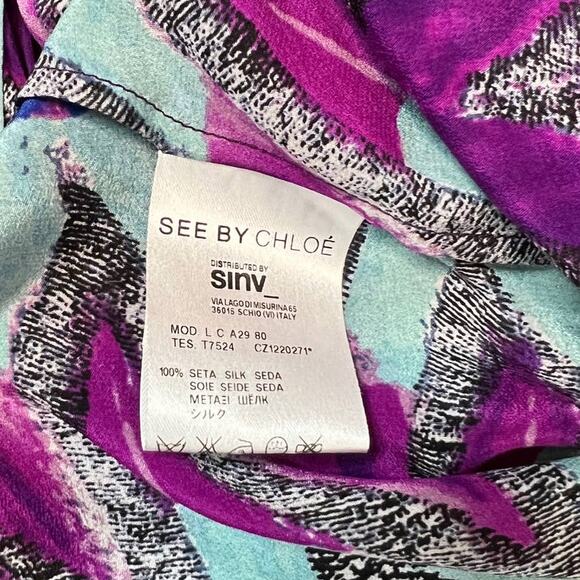 SEE BY CHLOÉ
DISTRIBUTED BY
sinv_
VIA LAGO DI MISURINA 65
36015 SCHIO (VI) ITALY
MOD. L C A29 80
TES. T7524 CZ1220271*
100% SETA SILK SEDA
SOIE SEIDE SEDA
ΜΕΤΑΞΙ ШЁЛК
シルク